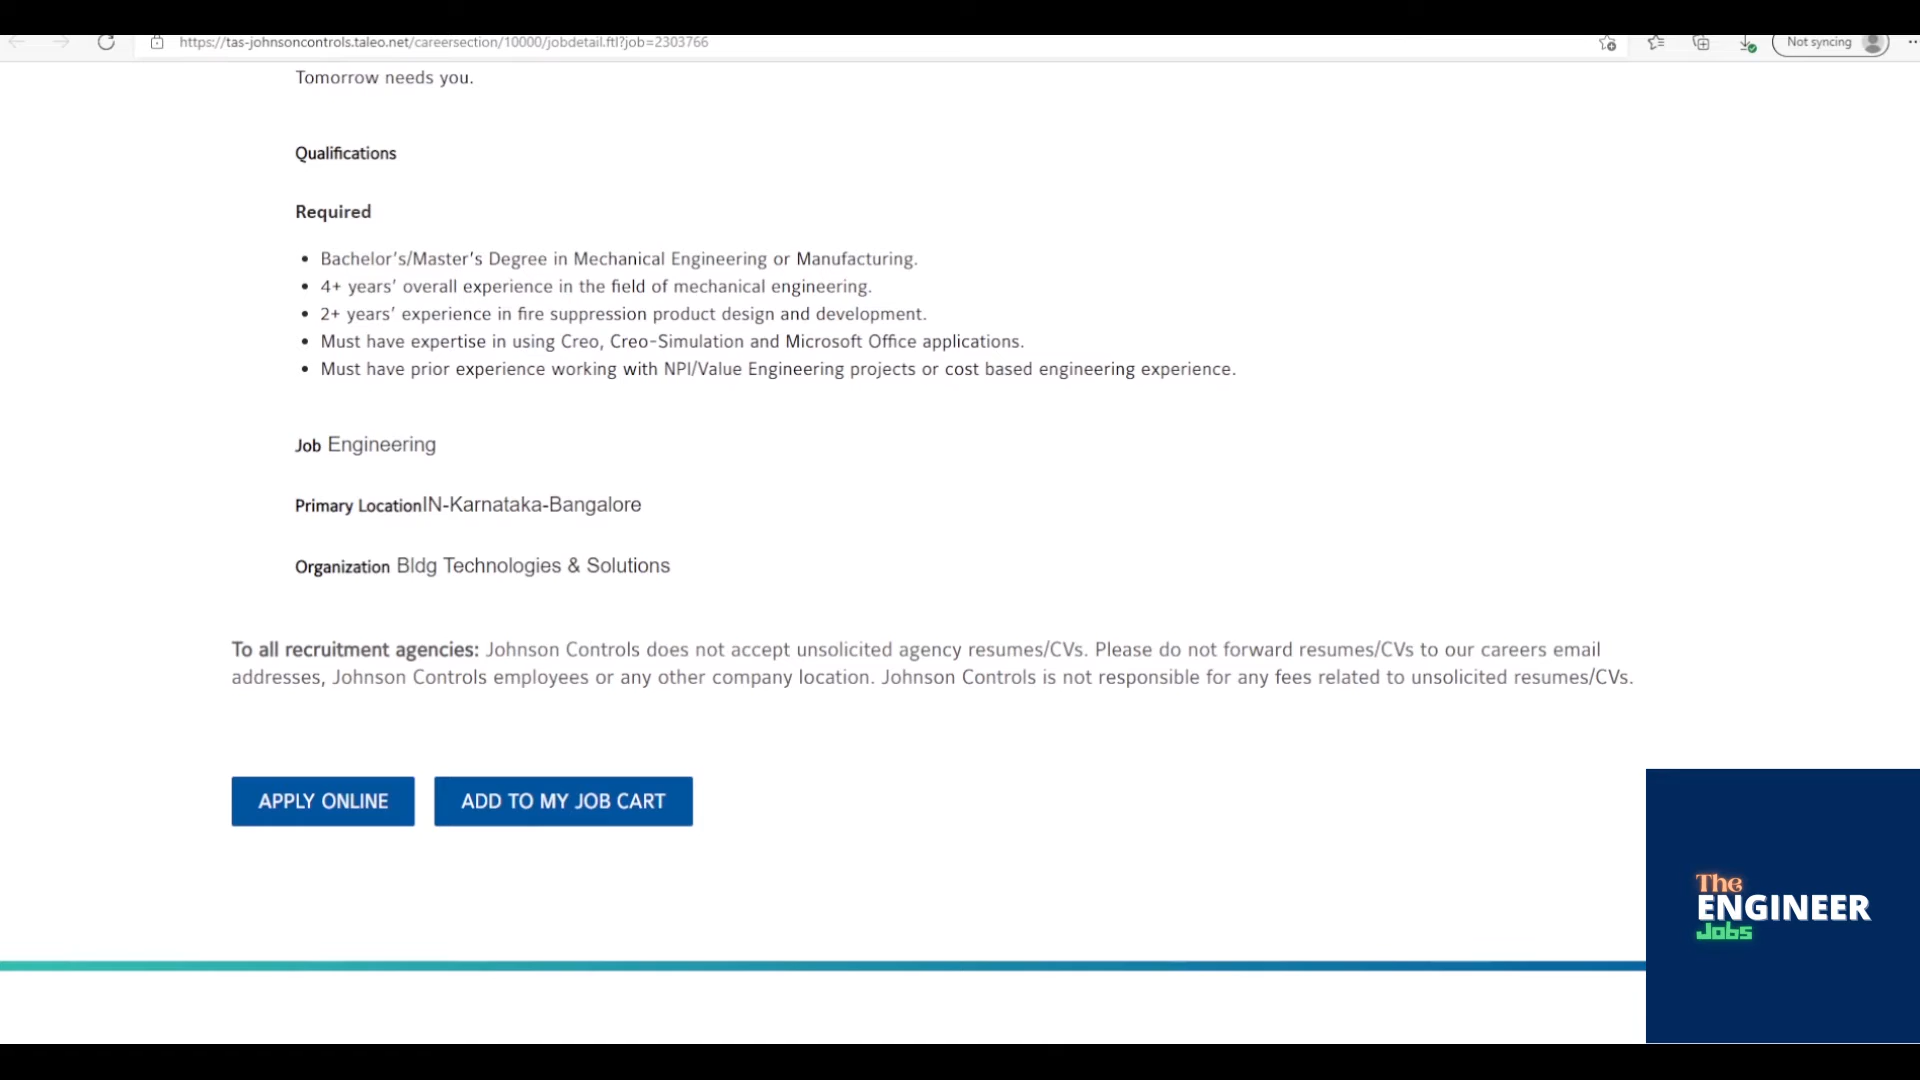 https://tas-johnsoncontrols.taleo.net/careersection/10000/jobdetail.ftl?job=2303766
Not syncing
Tomorrow needs you.
Qualifications
Required
• Bachelor's/Master's Degree in Mechanical Engineering or Manufacturing.
• 4+ years' overall experience in the field of mechanical engineering.
• 2+ years' experience in fire suppression product design and development.
• Must have expertise in using Creo, Creo-Simulation and Microsoft Office applications.
• Must have prior experience working with NPI/Value Engineering projects or cost based engineering experience.
Job Engineering
Primary LocationIN-Karnataka-Bangalore
Organization Bldg Technologies & Solutions
To all recruitment agencies: Johnson Controls does not accept unsolicited agency resumes/CVs. Please do not forward resumes/CVs to our careers email
addresses, Johnson Controls employees or any other company location. Johnson Controls is not responsible for any fees related to unsolicited resumes/CVs.
APPLY ONLINE
ADD TO MY JOB CART
The
ENGINEER
Jobs